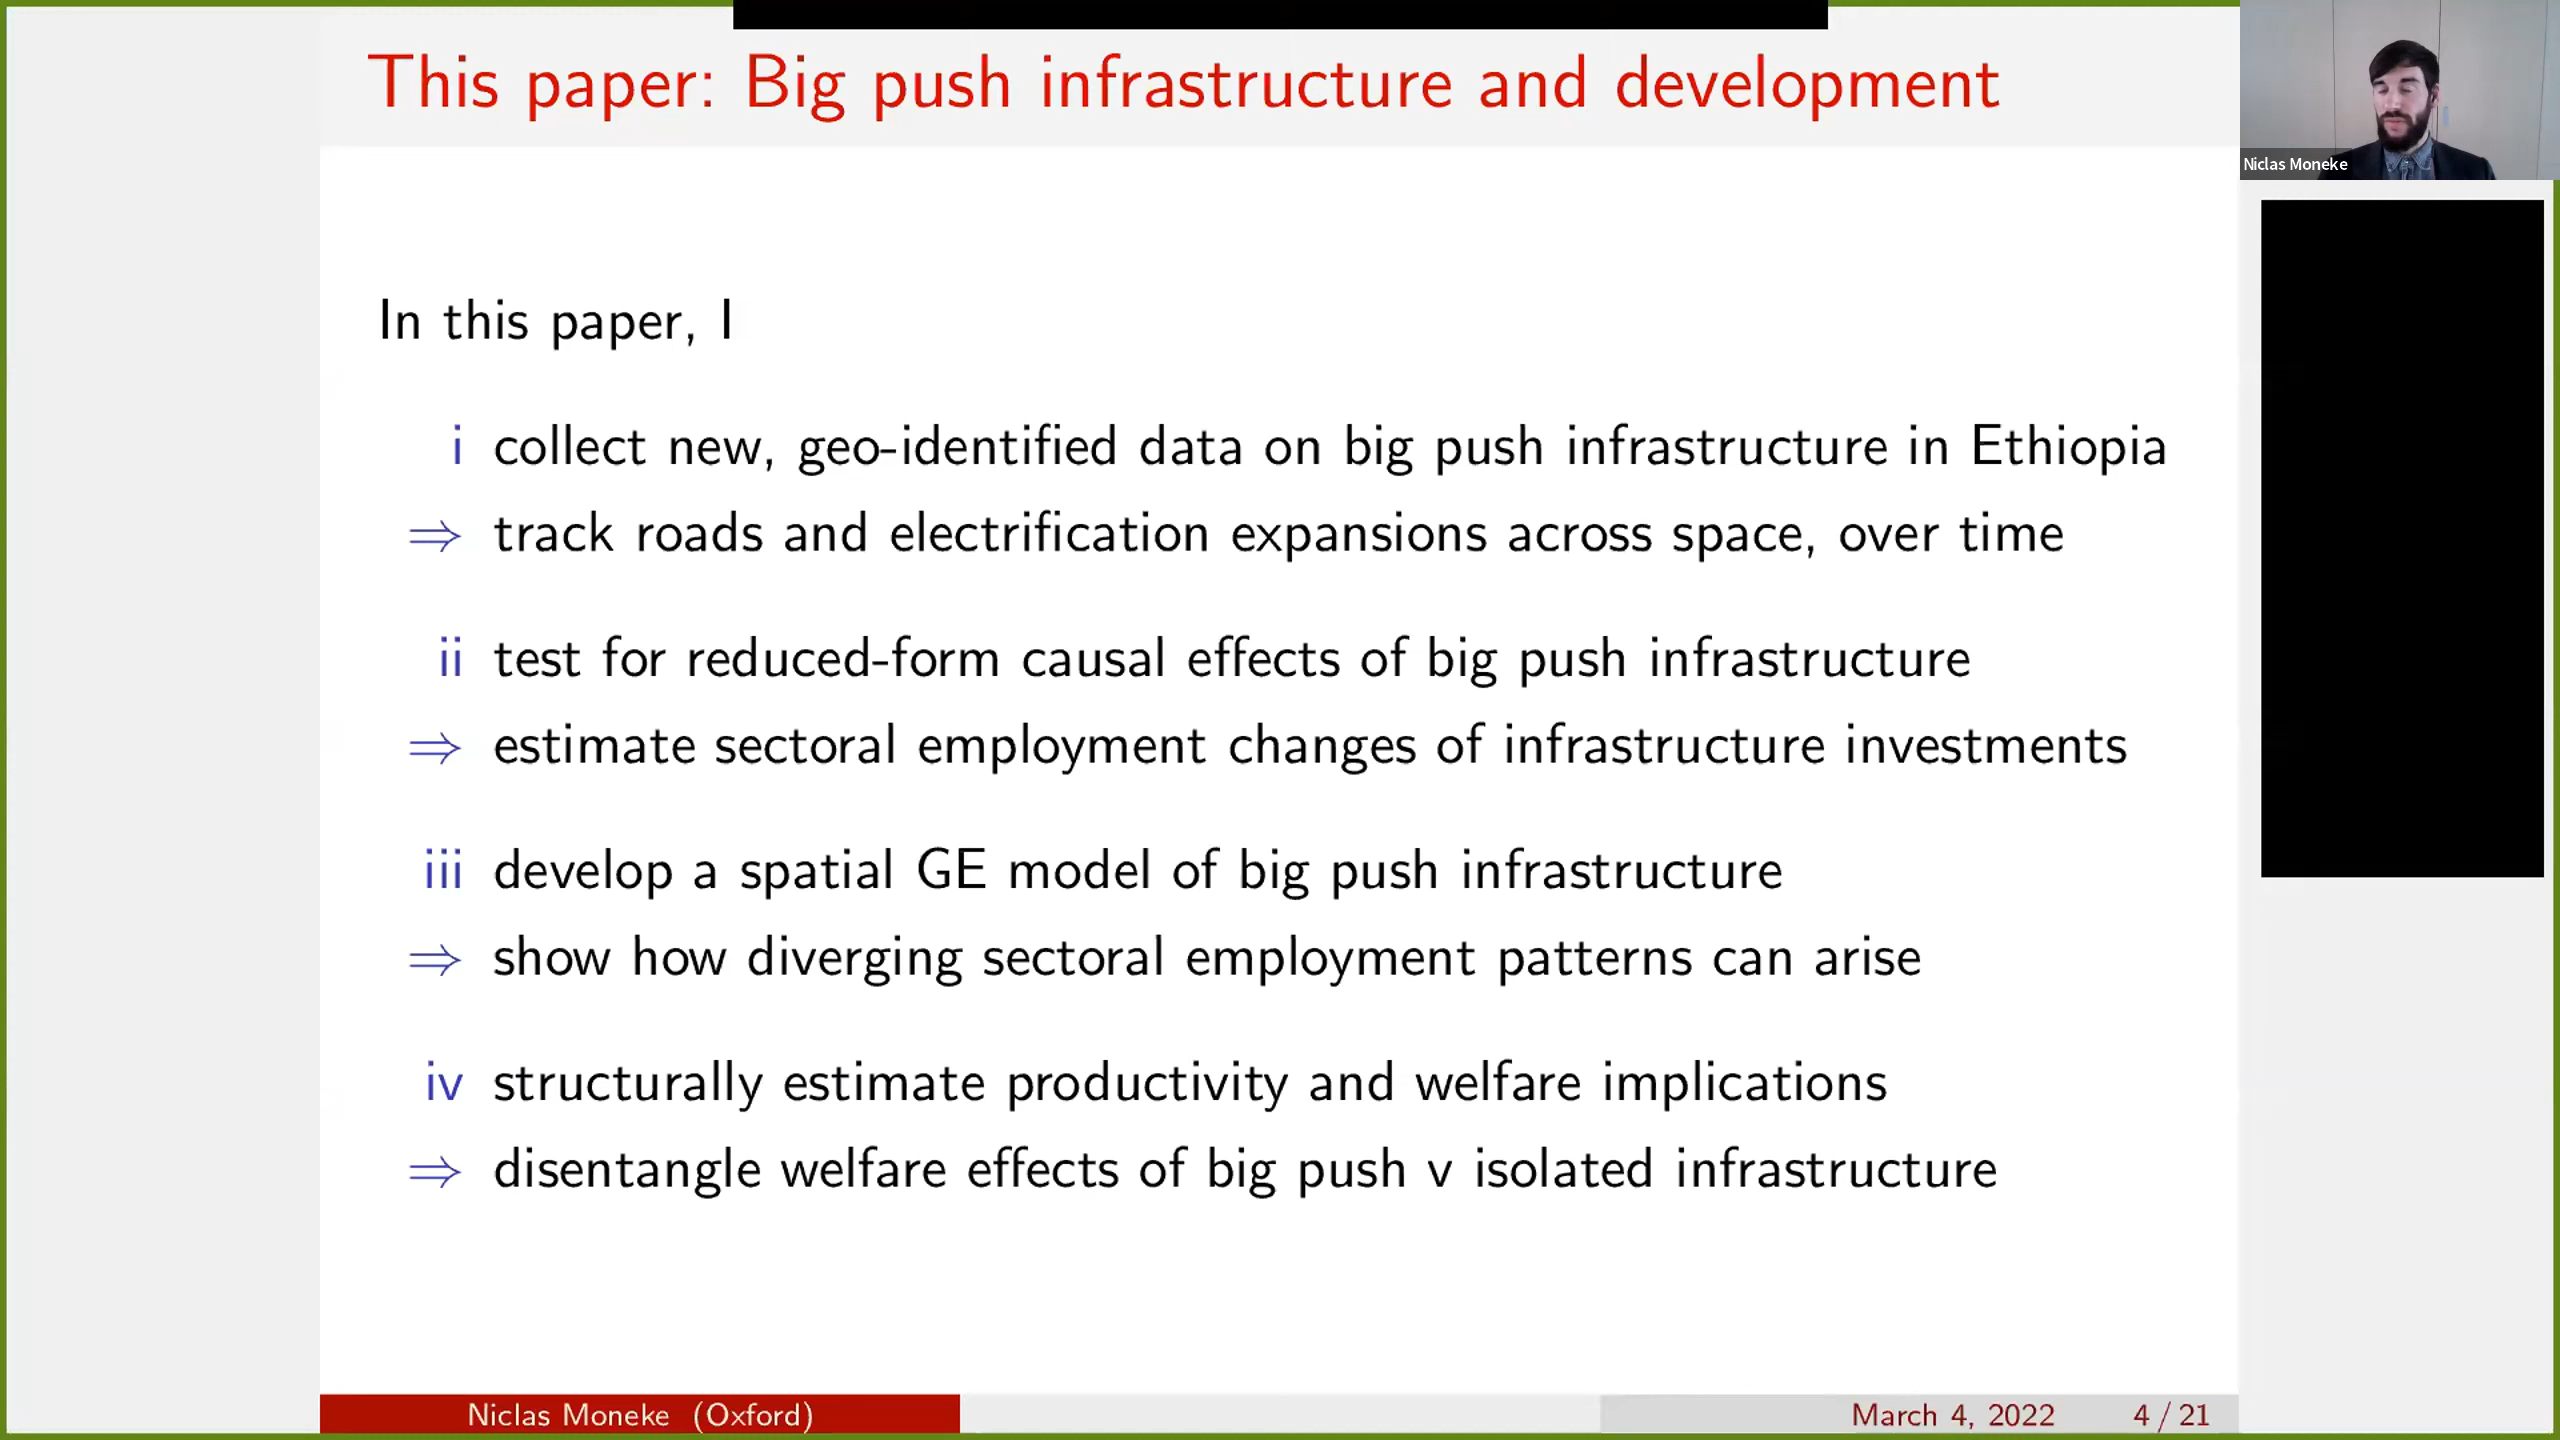 This paper: Big push infrastructure and development
Niclas Moneke
In this paper, I
i collect new, geo-identified data on big push infrastructure in Ethiopia
⇒ track roads and electrification expansions across space, over time
ii test for reduced-form causal effects of big push infrastructure
⇒ estimate sectoral employment changes of infrastructure investments
iii develop a spatial GE model of big push infrastructure
⇒ show how diverging sectoral employment patterns can arise
iv structurally estimate productivity and welfare implications
⇒ disentangle welfare effects of big push v isolated infrastructure
Niclas Moneke (Oxford) March 4, 2022 4 / 21